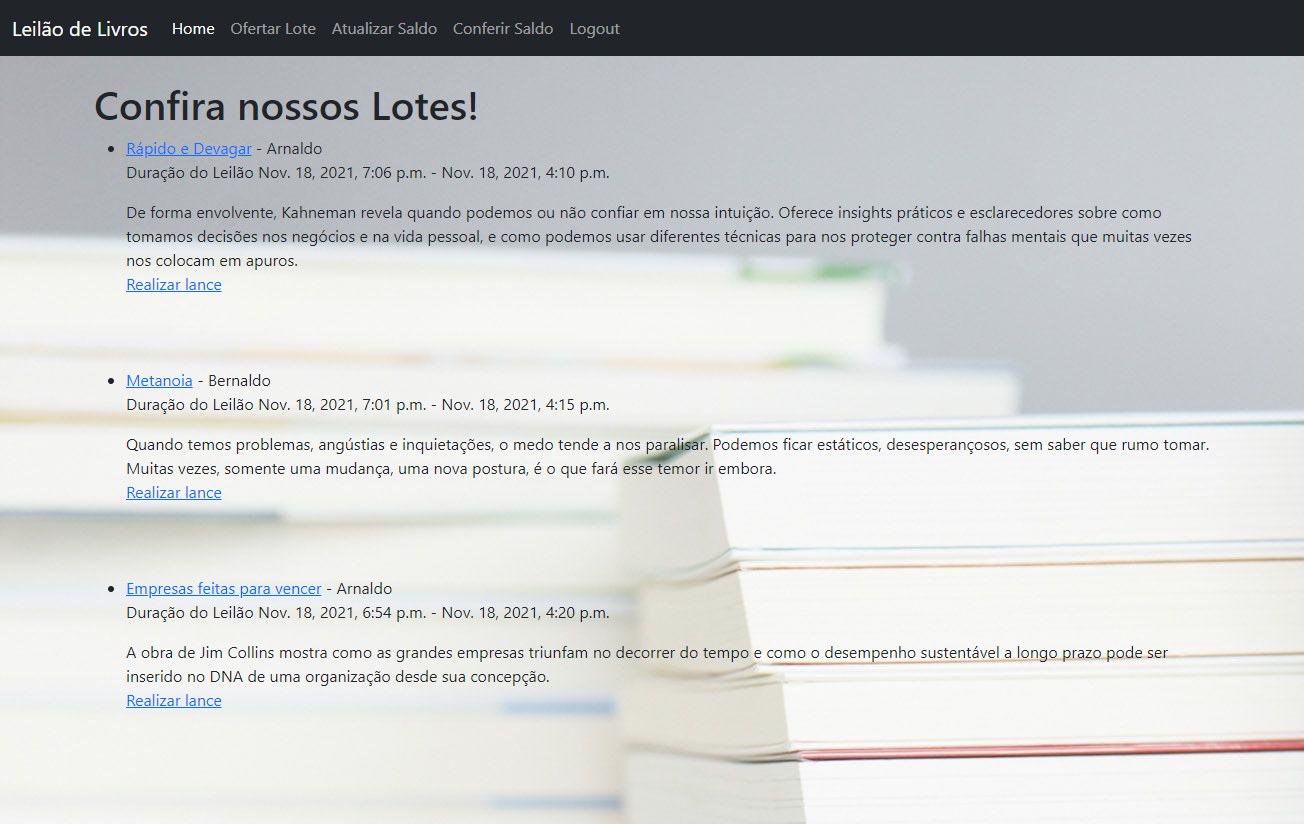 Leilão de Livros Home Ofertar Lote Atualizar Saldo Conferir Saldo Logout
Confira nossos Lotes!
Rápido e Devagar - Arnaldo
Duração do Leilão Nov. 18, 2021, 7:06 p.m. - Nov. 18, 2021, 4:10 p.m.
De forma envolvente, Kahneman revela quando podemos ou não confiar em nossa intuição. Oferece insights práticos e esclarecedores sobre como
tomamos decisões nos negócios e na vida pessoal, e como podemos usar diferentes técnicas para nos proteger contra falhas mentais que muitas vezes
nos colocam em apuros.
Realizar lance
Metanoia - Bernaldo
Duração do Leilão Nov. 18, 2021, 7:01 p.m. - Nov. 18, 2021, 4:15 p.m.
Quando temos problemas, angústias e inquietações, o medo tende a nos paralisar. Podemos ficar estáticos, desesperançosos, sem saber que rumo tomar.
Muitas vezes, somente uma mudança, uma nova postura, é o que fará esse temor ir embora.
Realizar lance
Empresas feitas para vencer - Arnaldo
Duração do Leilão Nov. 18, 2021, 6:54 p.m. - Nov. 18, 2021, 4:20 p.m.
A obra de Jim Collins mostra como as grandes empresas triunfam no decorrer do tempo e como o desempenho sustentável a longo prazo pode ser
inserido no DNA de uma organização desde sua concepção.
Realizar lance